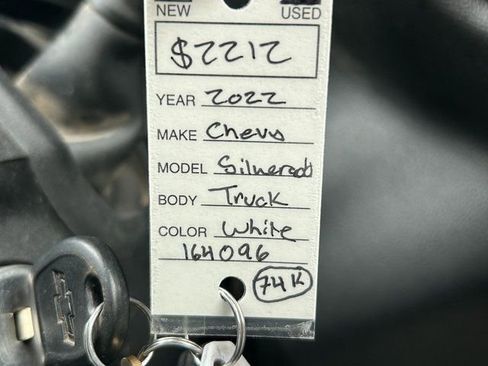 NEW USED
$2212
YEAR 2022
MAKE Chevy
MODEL Silverado
BODY Truck
COLOR White
164096
74K